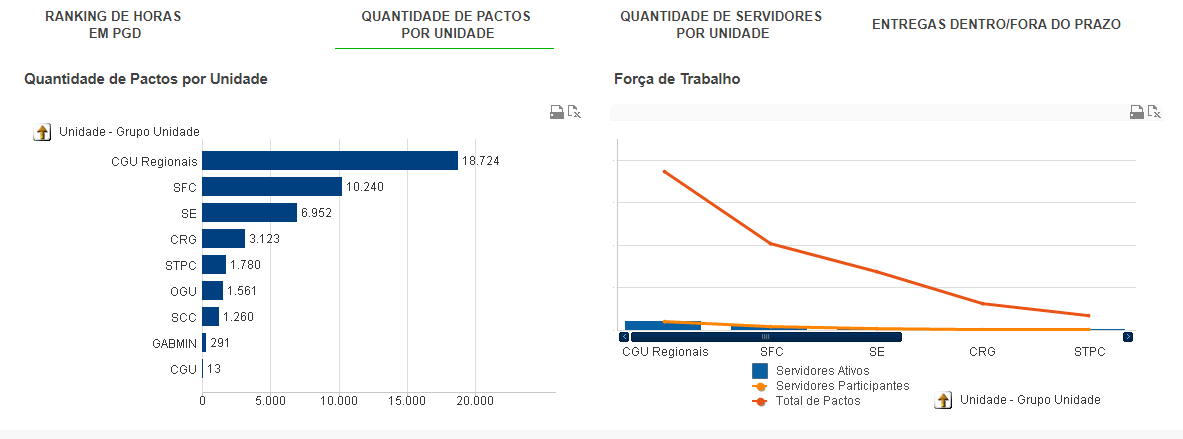 RANKING DE HORAS
EM PGD
QUANTIDADE DE PACTOS
POR UNIDADE
QUANTIDADE DE SERVIDORES
POR UNIDADE
ENTREGAS DENTRO/FORA DO PRAZO
Quantidade de Pactos por Unidade
Unidade - Grupo Unidade
CGU Regionais 18.724
SFC 10.240
SE 6.952
CRG 3.123
STPC 1.780
OGU 1.561
SCC 1.260
GABMIN 291
CGU 13
0 5.000 10.000 15.000 20.000
Força de Trabalho
CGU Regionais SFC SE CRG STPC
Servidores Ativos
Servidores Participantes
Total de Pactos
Unidade - Grupo Unidade